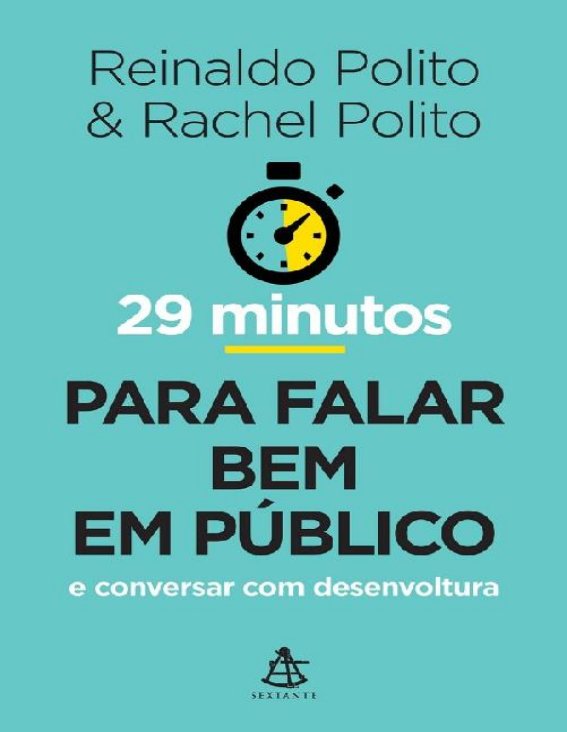 Reinaldo Polito
& Rachel Polito
29 minutos
PARA FALAR
BEM
EM PÚBLICO
e conversar com desenvoltura
SEXTANTE